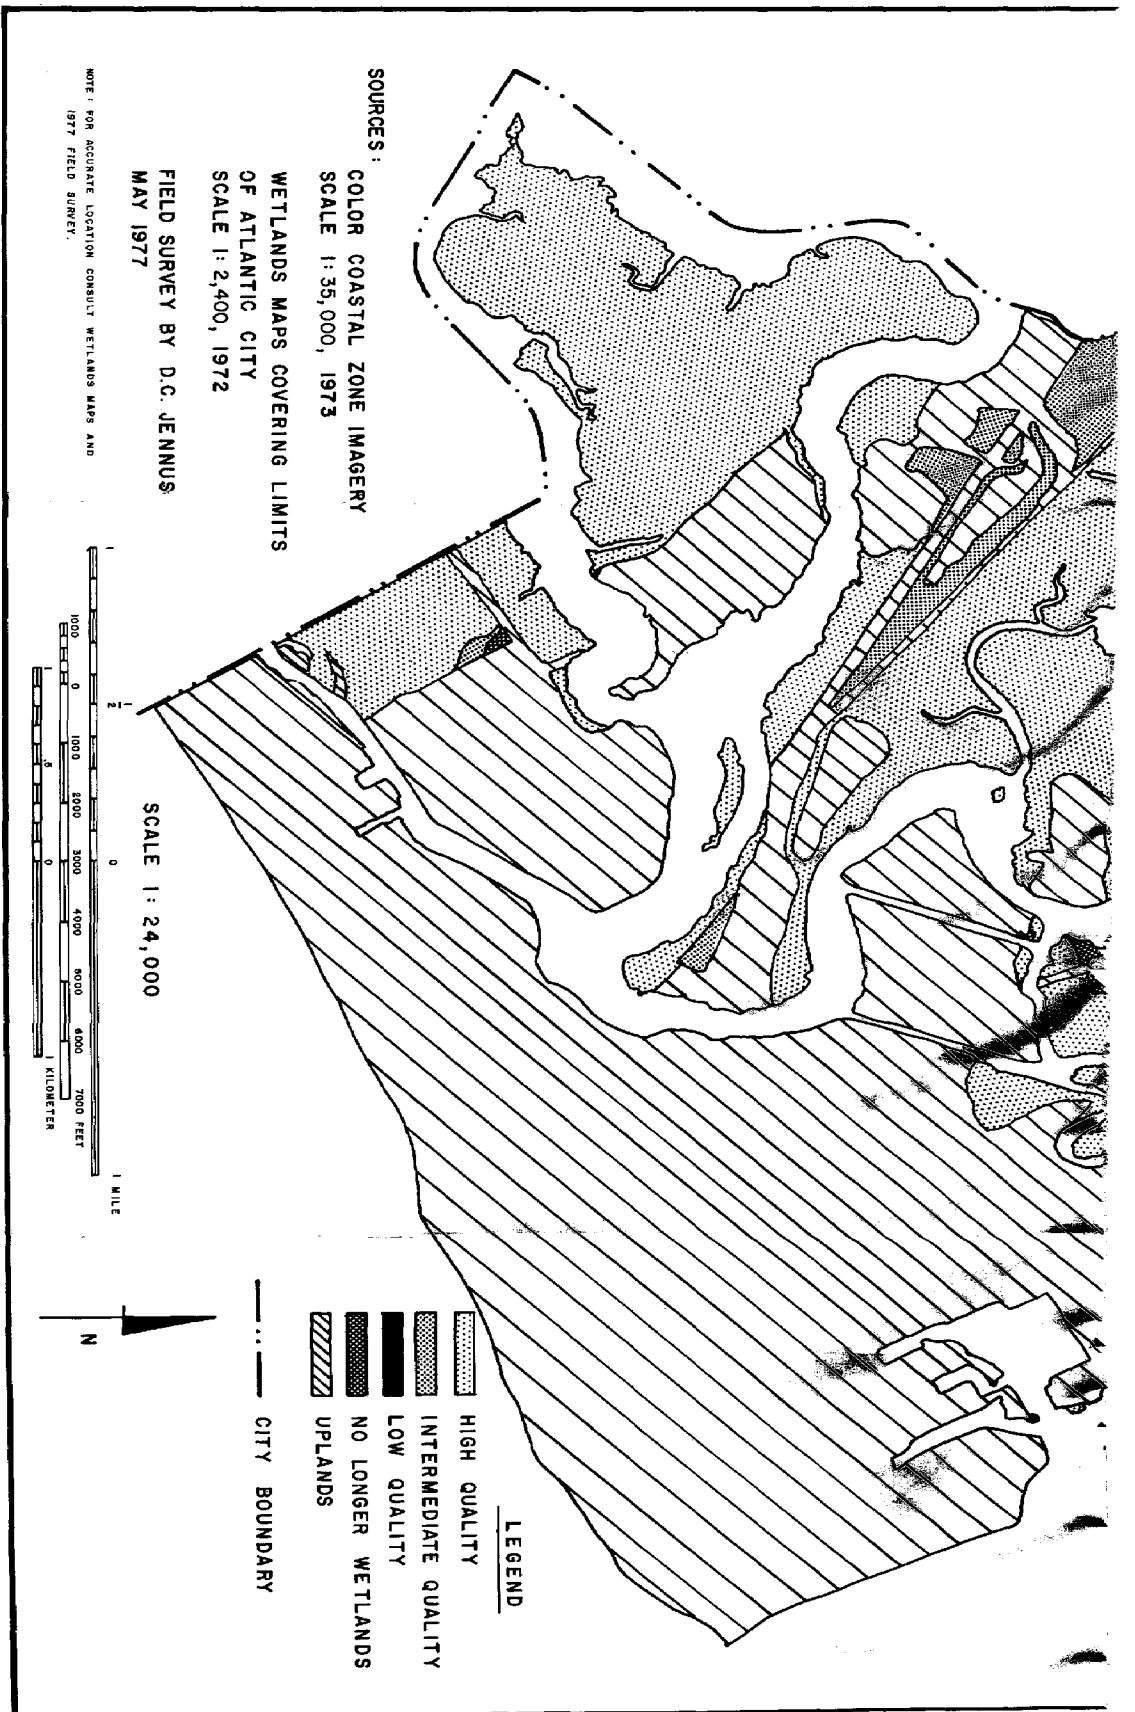 SOURCES:
COLOR COASTAL ZONE IMAGERY
SCALE 1:35,000, 1973
WETLANDS MAPS COVERING LIMITS
OF ATLANTIC CITY
SCALE 1:2,400, 1972
FIELD SURVEY BY D.C. JENNUS
MAY 1977
NOTE: FOR ACCURATE LOCATION CONSULT WETLANDS MAPS AND
1977 FIELD SURVEY.
LEGEND
HIGH QUALITY
INTERMEDIATE QUALITY
LOW QUALITY
NO LONGER WETLANDS
UPLANDS
CITY BOUNDARY
N
SCALE 1:24,000
1 1/2 0 1 MILE
1000 0 1000 2000 3000 4000 5000 6000 7000 FEET
1 .5 0 1 KILOMETER